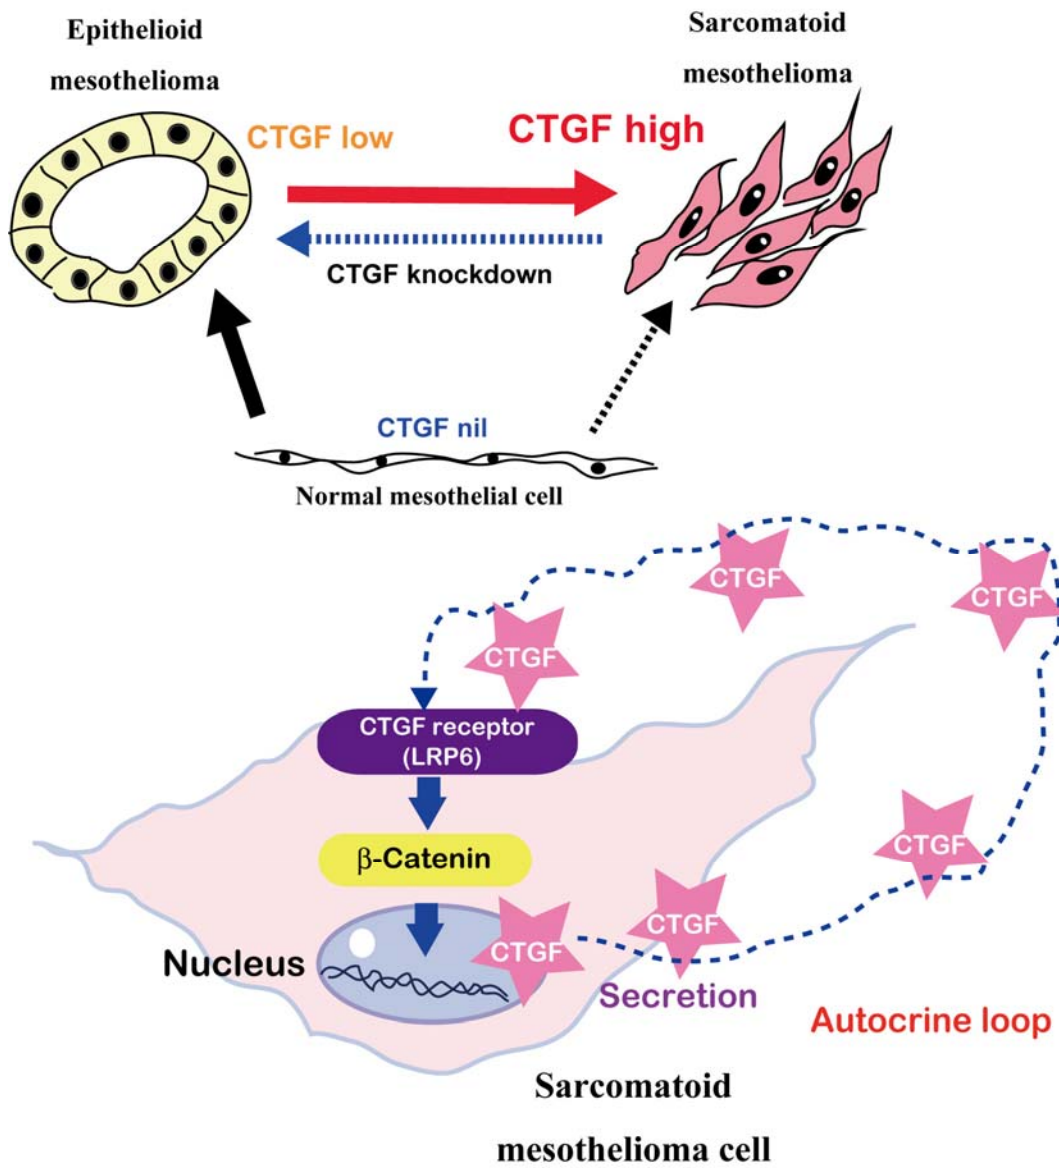 Epithelioid
mesothelioma
Sarcomatoid
mesothelioma
CTGF low
CTGF high
CTGF knockdown
CTGF nil
Normal mesothelial cell
CTGF
CTGF
CTGF
CTGF receptor
(LRP6)
CTGF
β-Catenin
CTGF
CTGF
Nucleus
Secretion
Autocrine loop
Sarcomatoid
mesothelioma cell